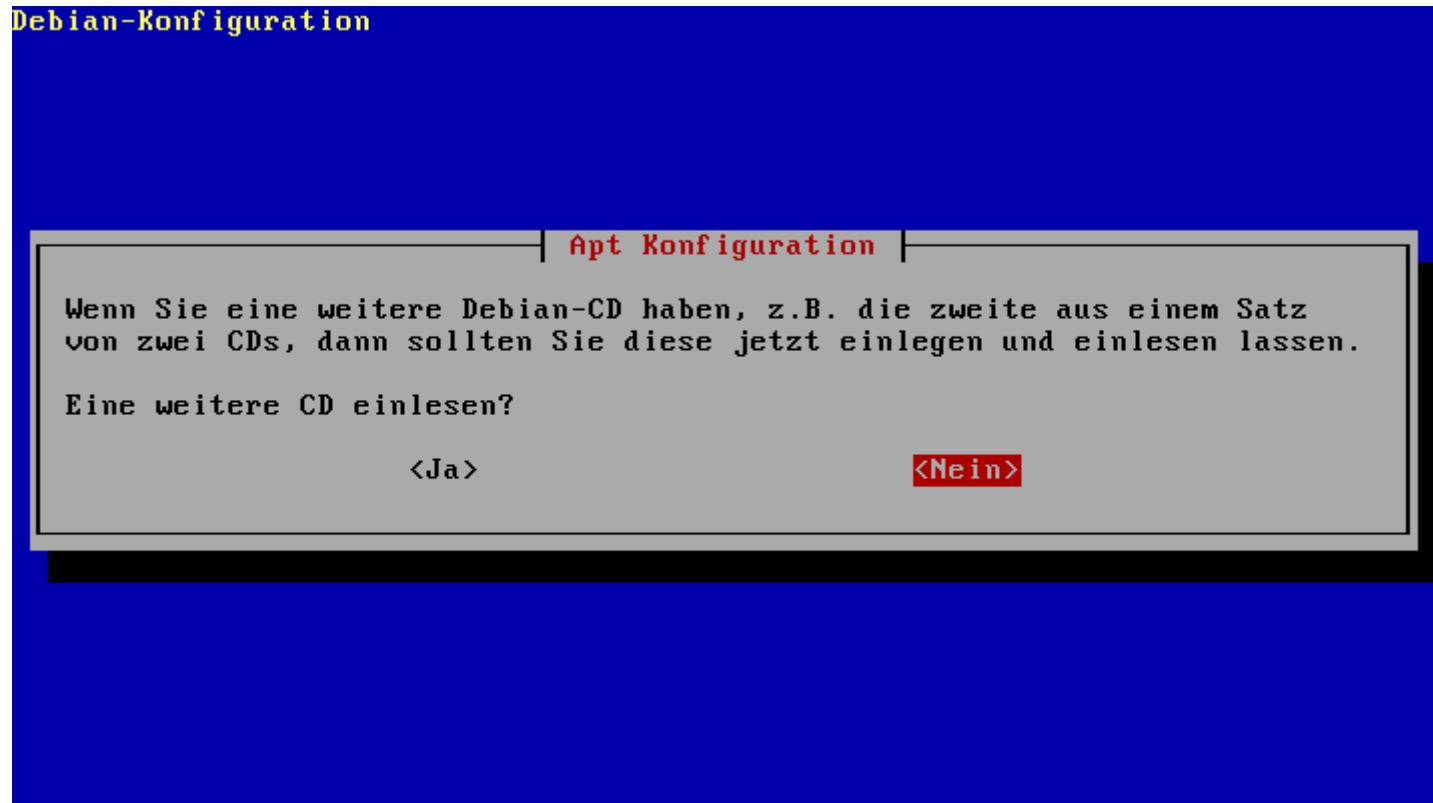 Debian-Konfiguration
Apt Konfiguration
Wenn Sie eine weitere Debian-CD haben, z.B. die zweite aus einem Satz
von zwei CDs, dann sollten Sie diese jetzt einlegen und einlesen lassen.
Eine weitere CD einlesen?
<Ja> <Nein>